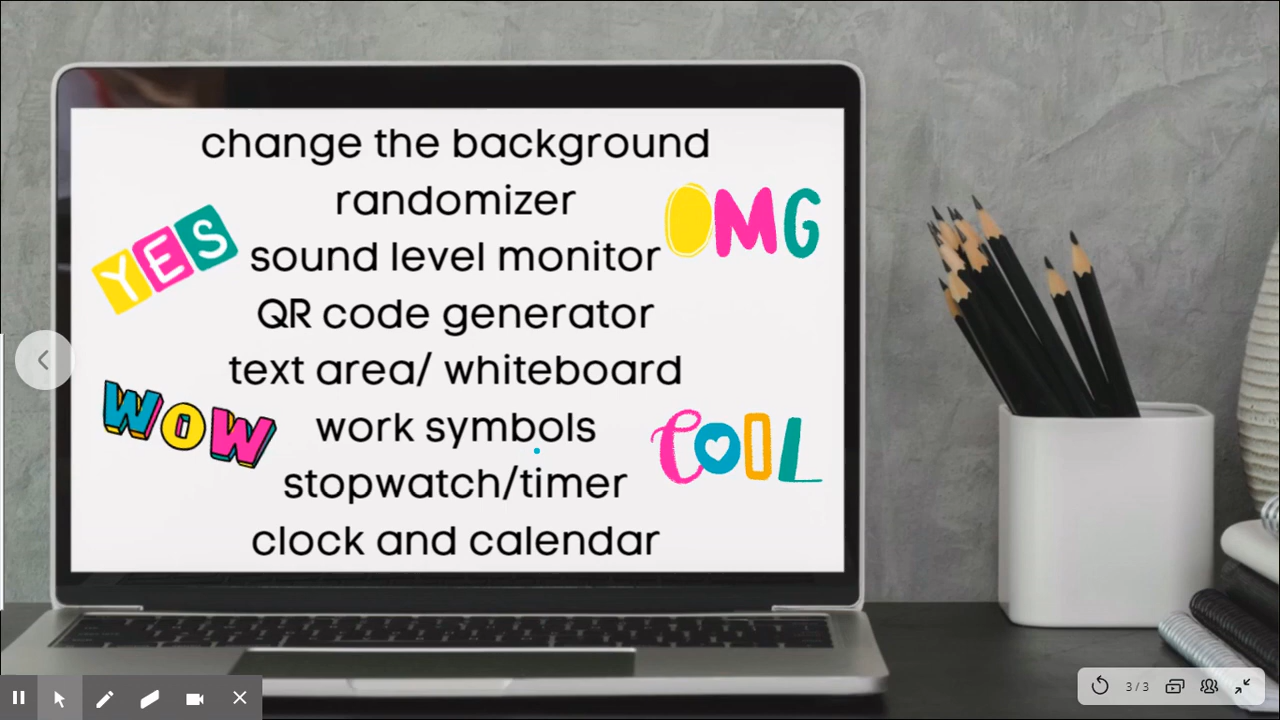 change the background
randomizer
OMG
YES
sound level monitor
QR code generator
text area/ whiteboard
WOW
work symbols
COOL
stopwatch/timer
clock and calendar
3 / 3